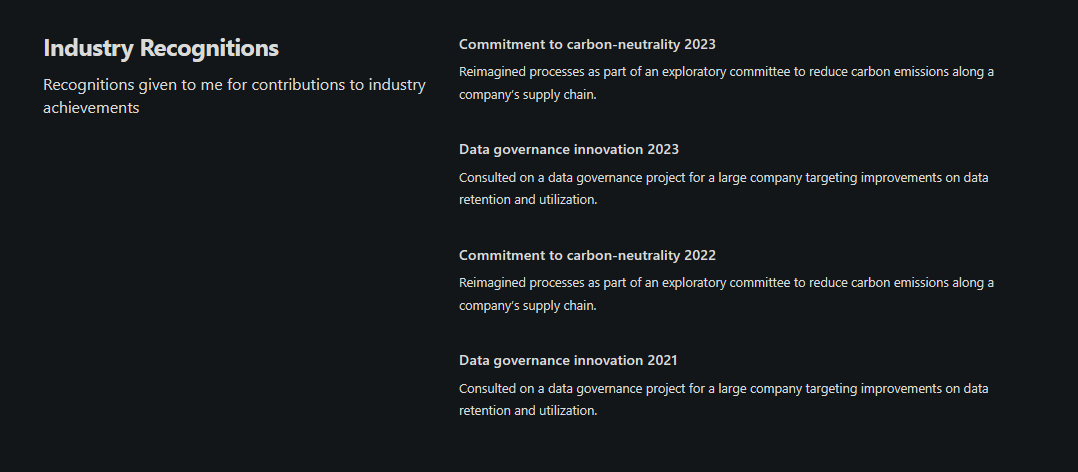 Industry Recognitions
Recognitions given to me for contributions to industry
achievements
Commitment to carbon-neutrality 2023
Reimagined processes as part of an exploratory committee to reduce carbon emissions along a
company's supply chain.
Data governance innovation 2023
Consulted on a data governance project for a large company targeting improvements on data
retention and utilization.
Commitment to carbon-neutrality 2022
Reimagined processes as part of an exploratory committee to reduce carbon emissions along a
company's supply chain.
Data governance innovation 2021
Consulted on a data governance project for a large company targeting improvements on data
retention and utilization.